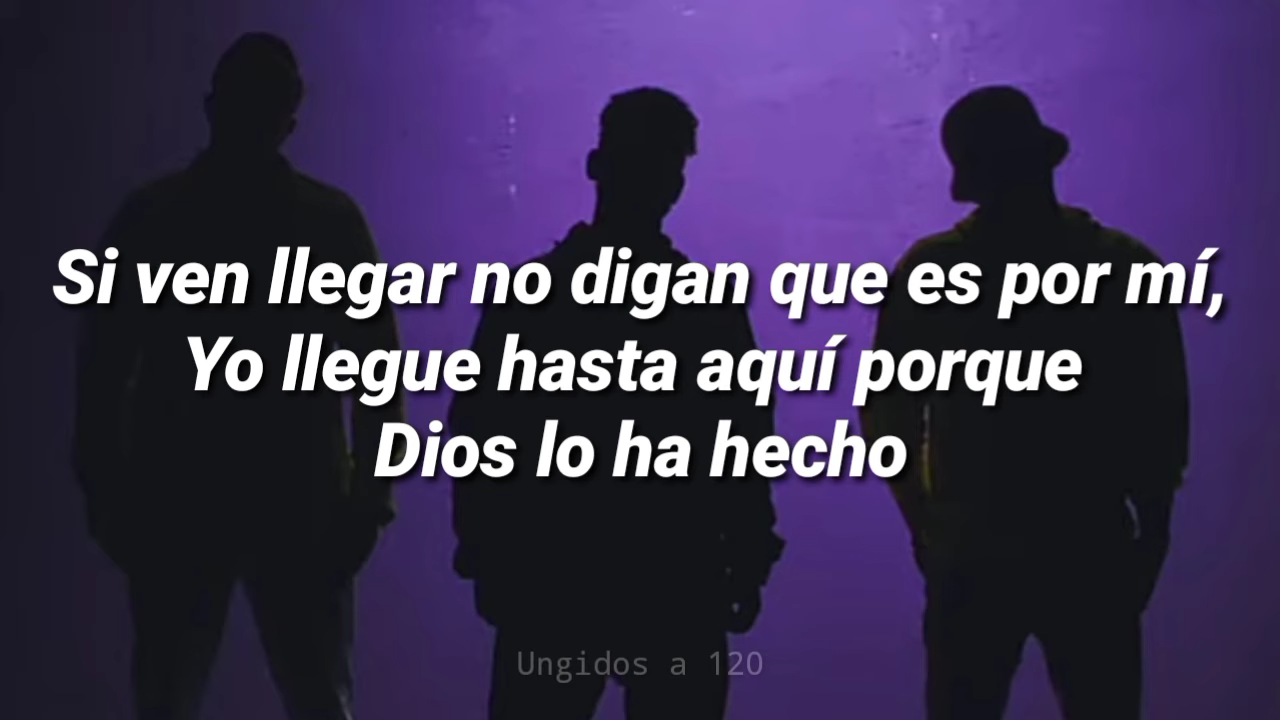 Si ven llegar no digan que es por mí,
Yo llegue hasta aquí porque
Dios lo ha hecho
Ungidos a 120